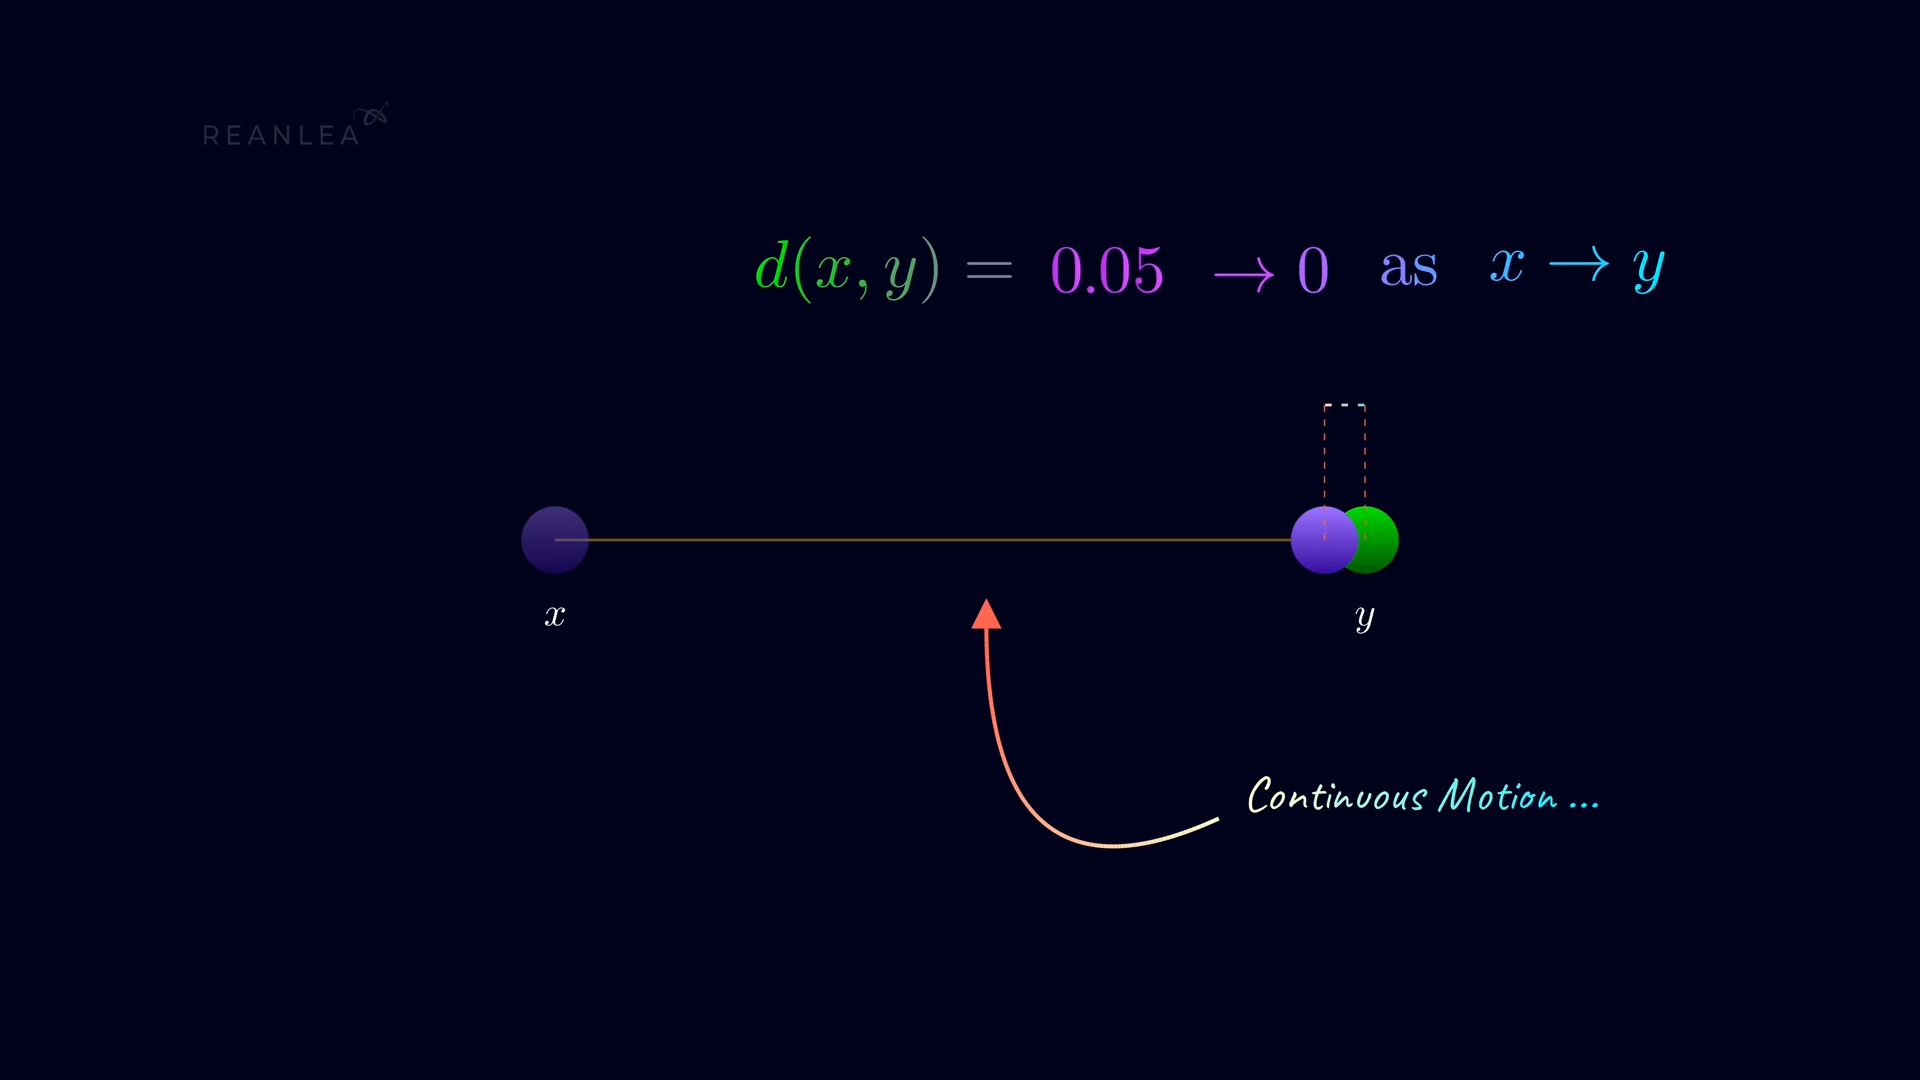 REANLEA
d(x, y) = 0.05 → 0 as x → y
x
y
Continuous Motion ...